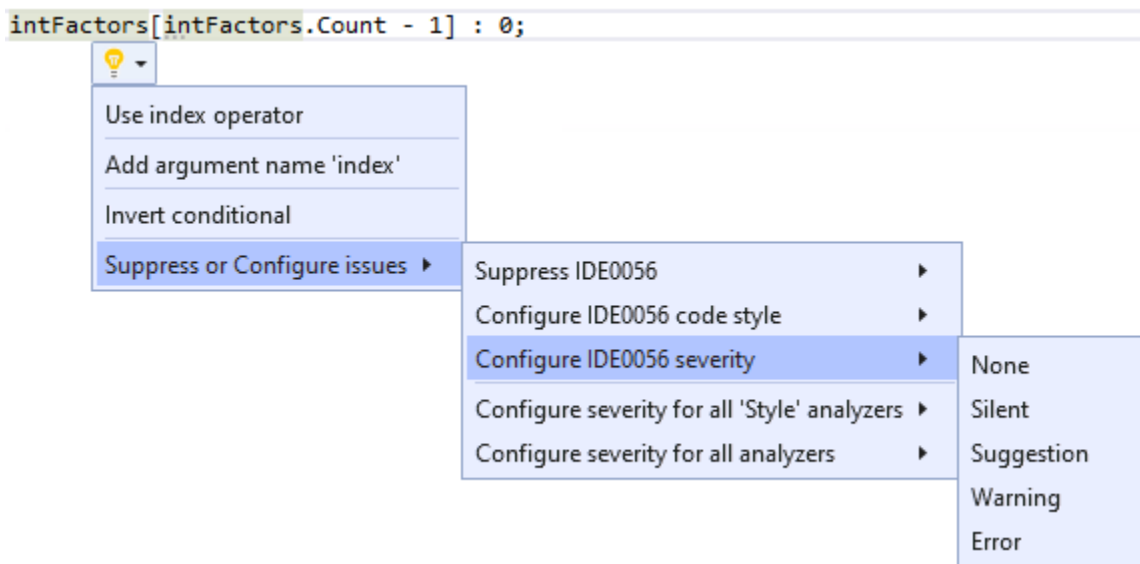 intFactors[intFactors.Count - 1] : 0;
Use index operator
Add argument name 'index'
Invert conditional
Suppress or Configure issues
Suppress IDE0056
Configure IDE0056 code style
Configure IDE0056 severity
Configure severity for all 'Style' analyzers
Configure severity for all analyzers
None
Silent
Suggestion
Warning
Error